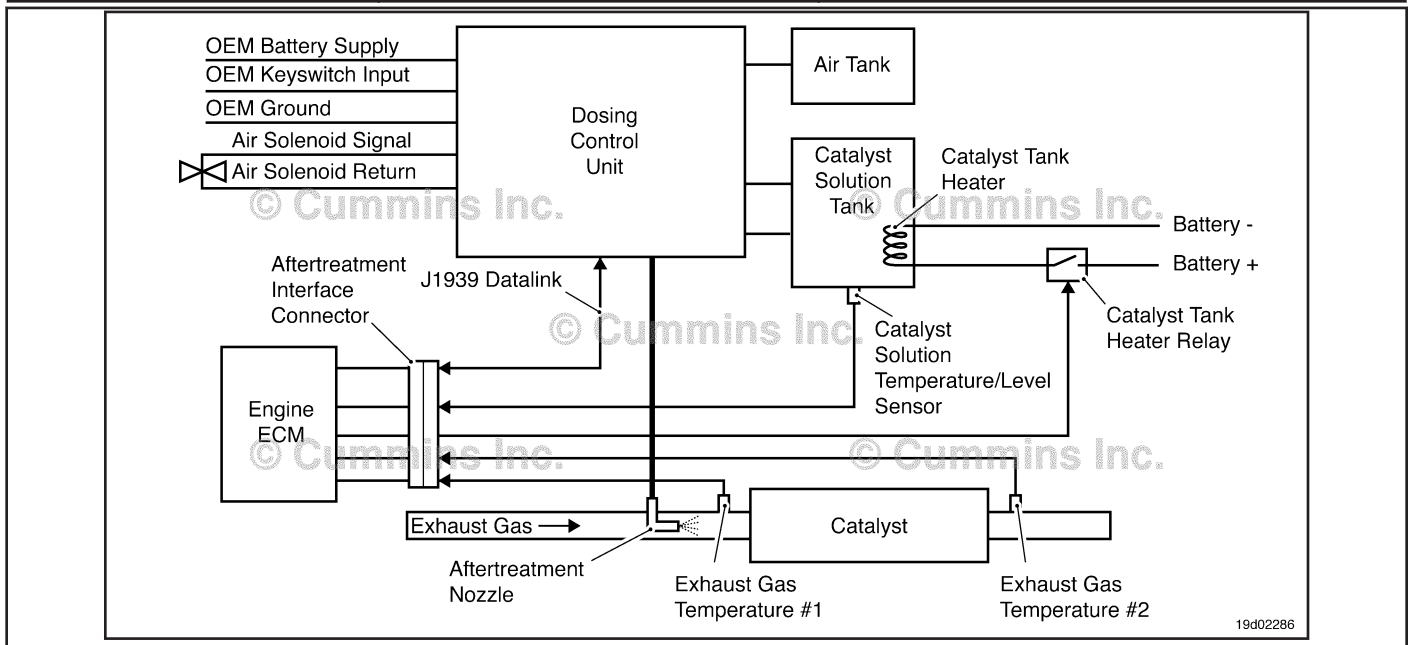 OEM Battery Supply
OEM Keyswitch Input
OEM Ground
Air Solenoid Signal
Air Solenoid Return
Dosing
Control
Unit
Air Tank
Catalyst
Solution
Tank
Catalyst Tank
Heater
Battery -
Battery +
Catalyst Tank
Heater Relay
© Cummins Inc.
© Cummins Inc.
Aftertreatment
Interface
Connector
J1939 Datalink
© Cummins Inc.
Catalyst
Solution
Temperature/Level
Sensor
Engine
ECM
© Cummins Inc.
© Cummins Inc.
Exhaust Gas
Catalyst
Aftertreatment
Nozzle
Exhaust Gas
Temperature #1
Exhaust Gas
Temperature #2
19d02286